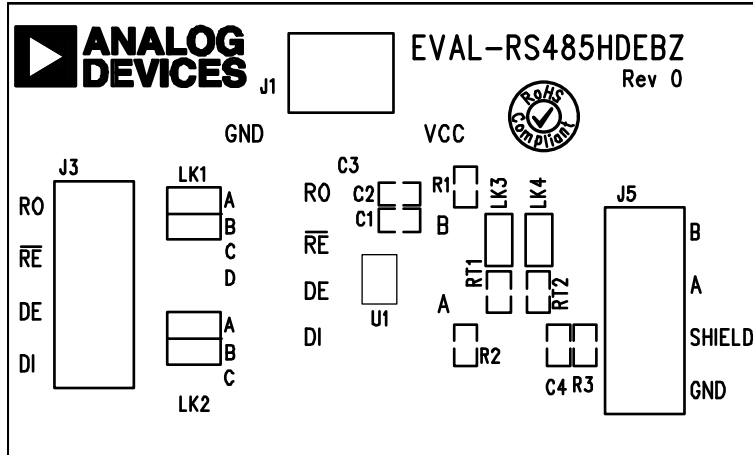 ANALOG
DEVICES
J1
EVAL-RS485HDEBZ
Rev 0
RoHS
Compliant
GND
VCC
J3
RO
RE
DE
DI
LK1
A
B
C
D
A
B
C
LK2
C3
RO
C2
C1
RE
DE
DI
U1
R1
B
A
LK3
LK4
RT1
RT2
R2
C4
R3
J5
B
A
SHIELD
GND